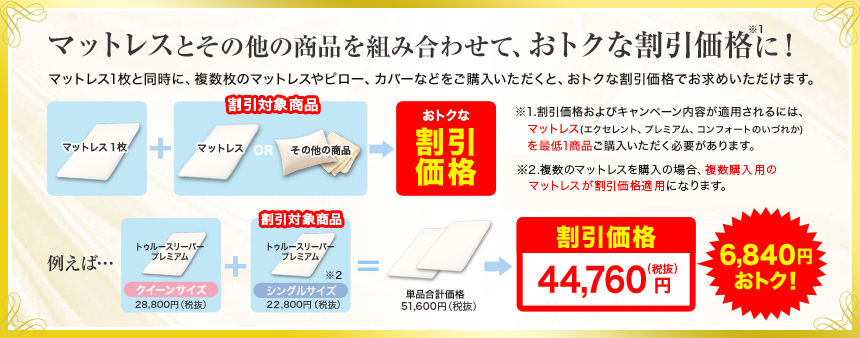 マットレスとその他の商品を組み合わせて、おトクな割引価格に!※1
マットレス1枚と同時に、複数枚のマットレスやピロー、カバーなどをご購入いただくと、おトクな割引価格でお求めいただけます。
割引対象商品
マットレス 1枚
+
マットレス
OR
その他の商品
おトクな
割引
価格
※1.割引価格およびキャンペーン内容が適用されるには、
マットレス(エクセレント、プレミアム、コンフォートのいづれか)
を最低1商品ご購入いただく必要があります。
※2.複数のマットレスを購入の場合、複数購入用の
マットレスが割引価格適用になります。
例えば…
トゥルースリーパー
プレミアム
クイーンサイズ
28,800円(税抜)
+
割引対象商品
トゥルースリーパー
プレミアム
※2
シングルサイズ
22,800円(税抜)
=
単品合計価格
51,600円(税抜)
割引価格
44,760円(税抜)
6,840円
おトク!